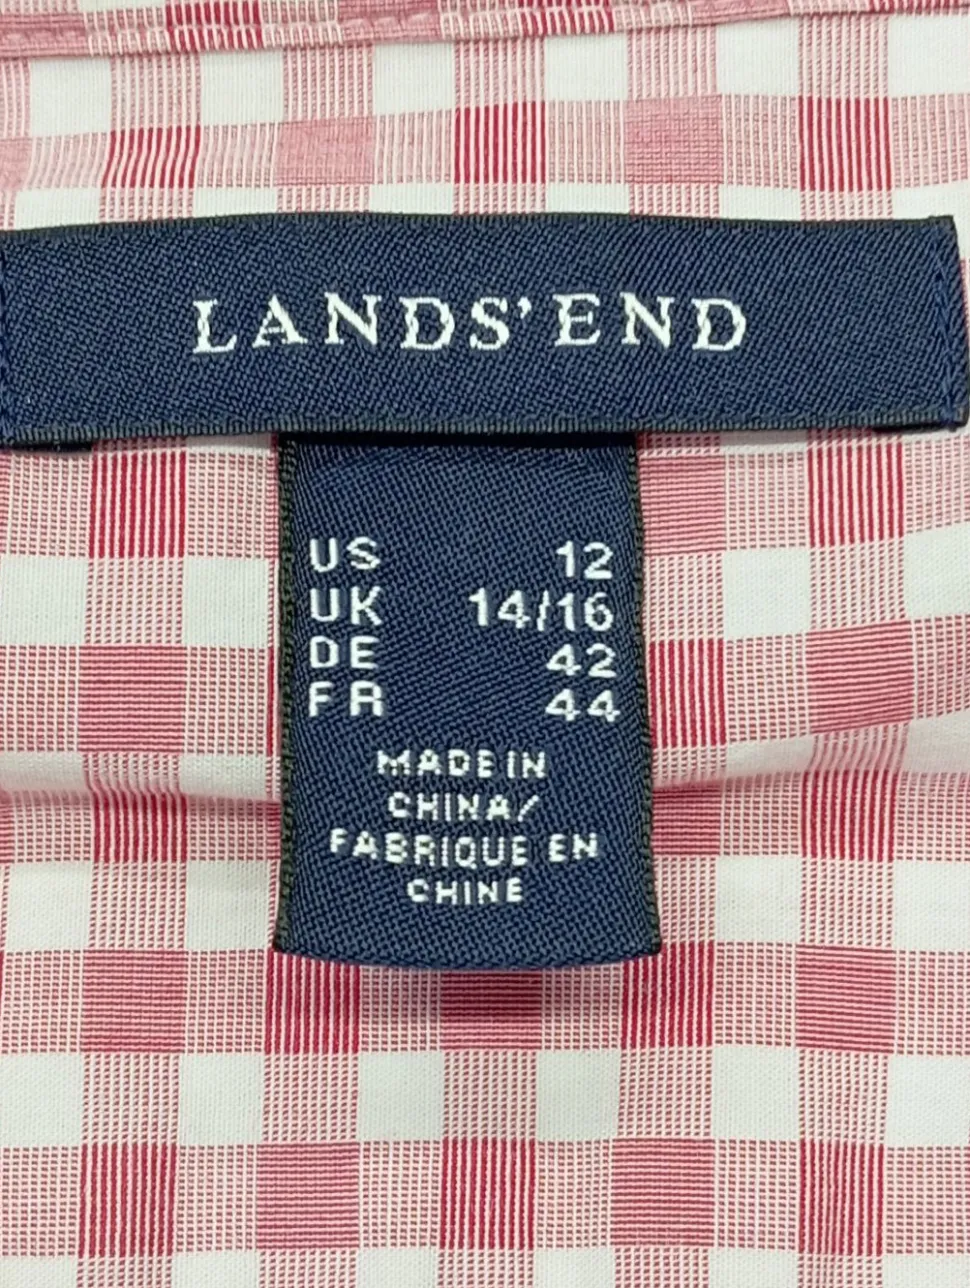 LANDS' END
US 12
UK 14/16
DE 42
FR 44
MADE IN
CHINA/
FABRIQUE EN
CHINE